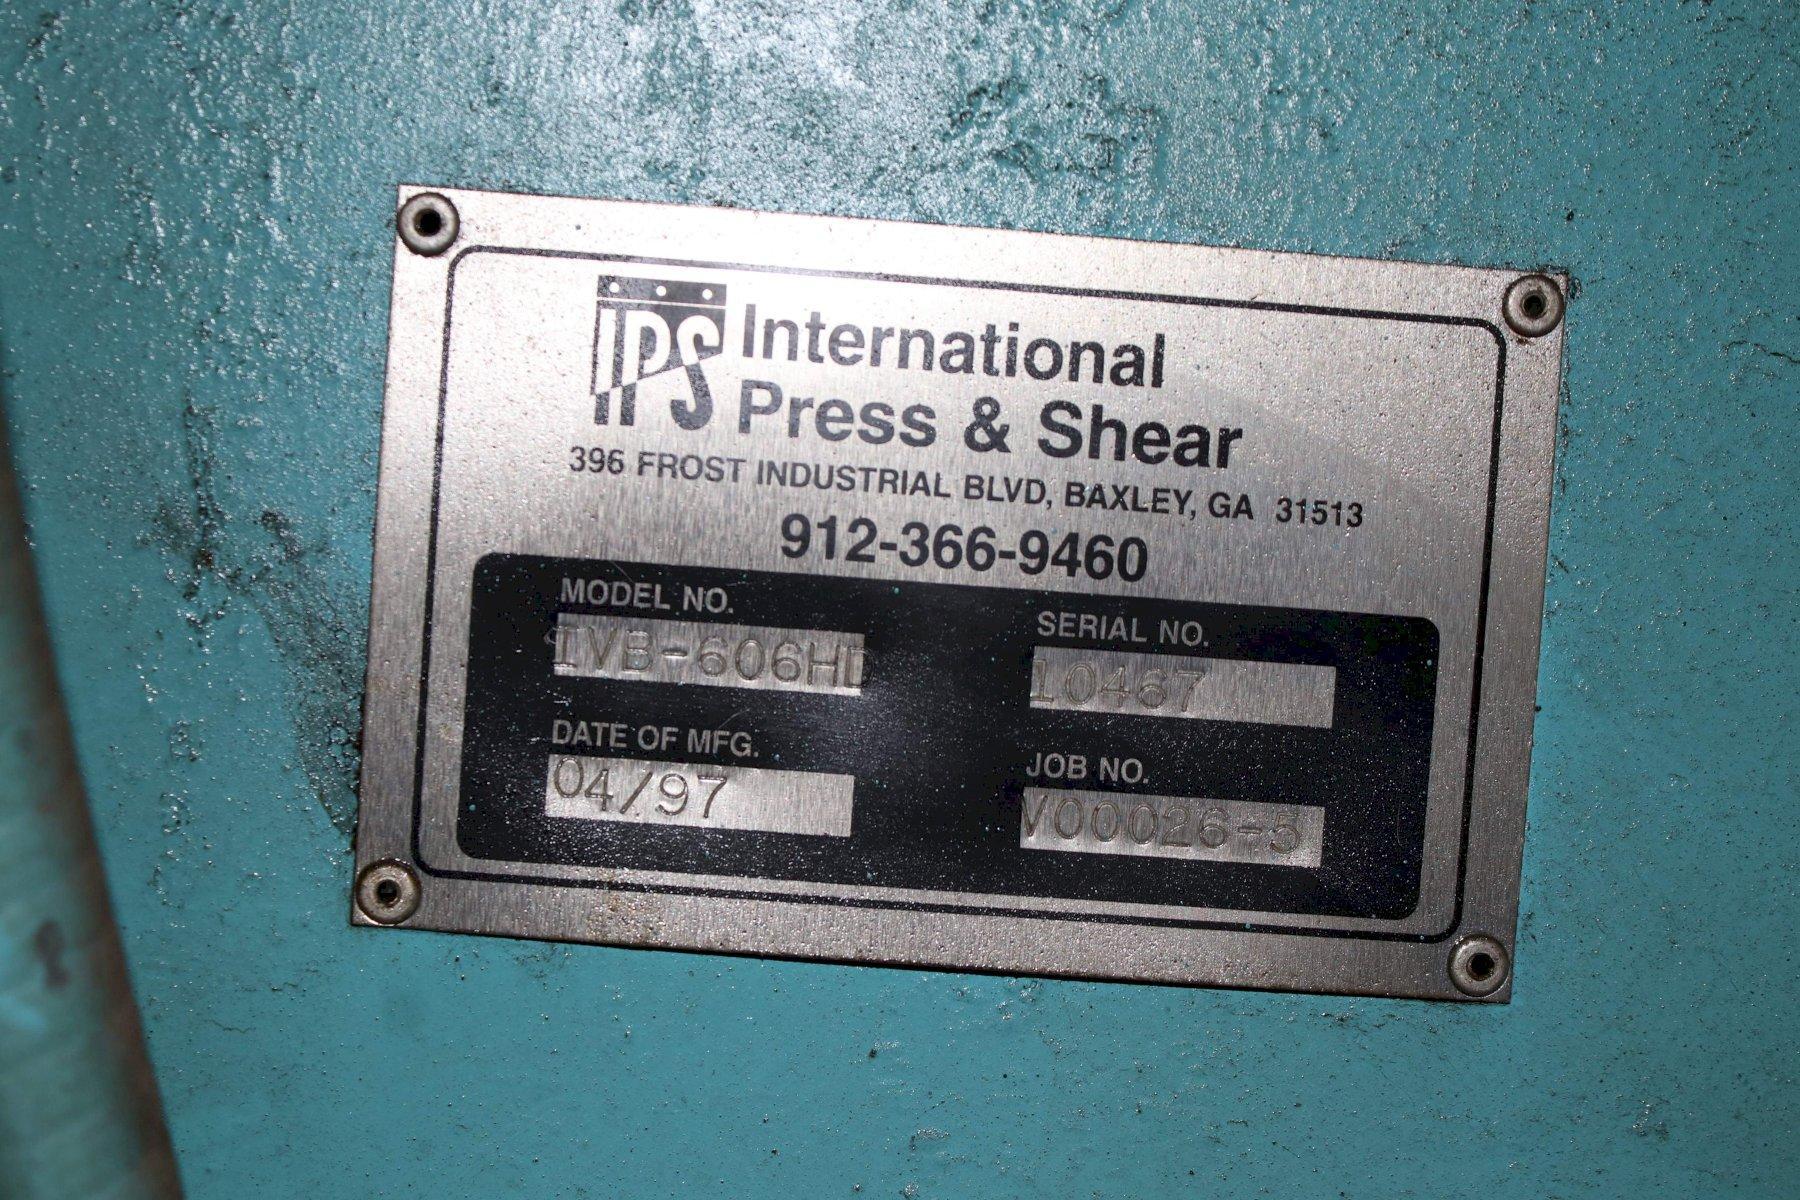 IPS International
Press & Shear
396 FROST INDUSTRIAL BLVD, BAXLEY, GA 31513
912-366-9460
MODEL NO.
IVB-606HD
SERIAL NO.
10467
DATE OF MFG.
04/97
JOB NO.
V00026-5